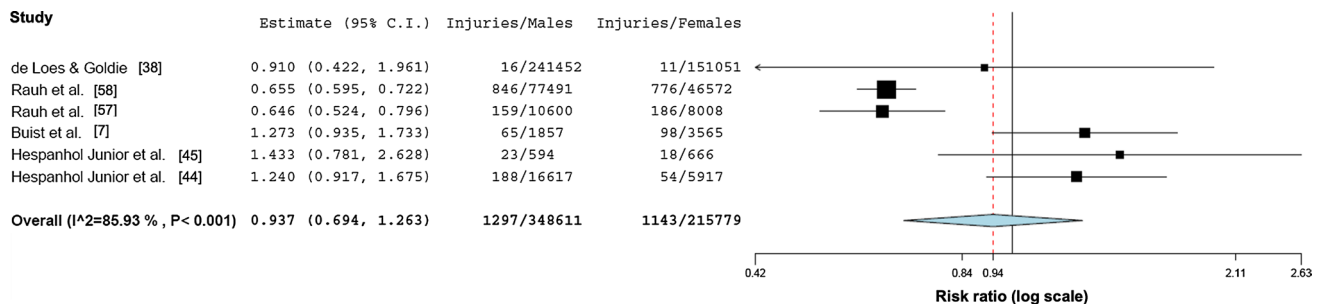 Study Estimate (95% C.I.) Injuries/Males Injuries/Females
de Loes & Goldie [38] 0.910 (0.422, 1.961) 16/241452 11/151051
Rauh et al. [58] 0.655 (0.595, 0.722) 846/77491 776/46572
Rauh et al. [57] 0.646 (0.524, 0.796) 159/10600 186/8008
Buist et al. [7] 1.273 (0.935, 1.733) 65/1857 98/3565
Hespanhol Junior et al. [45] 1.433 (0.781, 2.628) 23/594 18/666
Hespanhol Junior et al. [44] 1.240 (0.917, 1.675) 188/16617 54/5917
Overall (I^2=85.93 % , P< 0.001) 0.937 (0.694, 1.263) 1297/348611 1143/215779
0.42 0.84 0.94 2.11 2.63
Risk ratio (log scale)